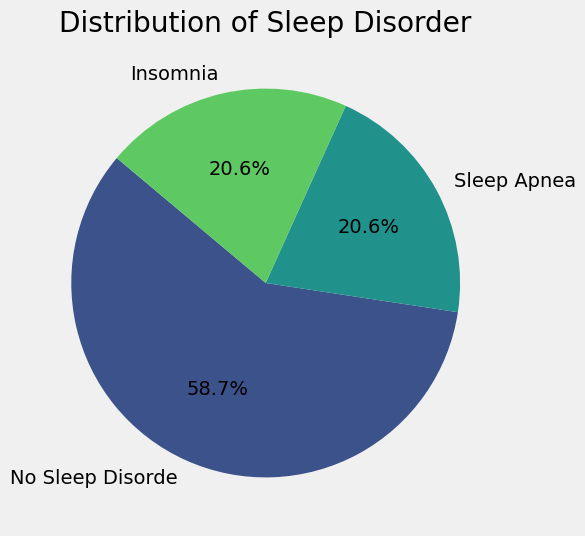 Distribution of Sleep Disorder
Insomnia
20.6%
Sleep Apnea
20.6%
58.7%
No Sleep Disorde